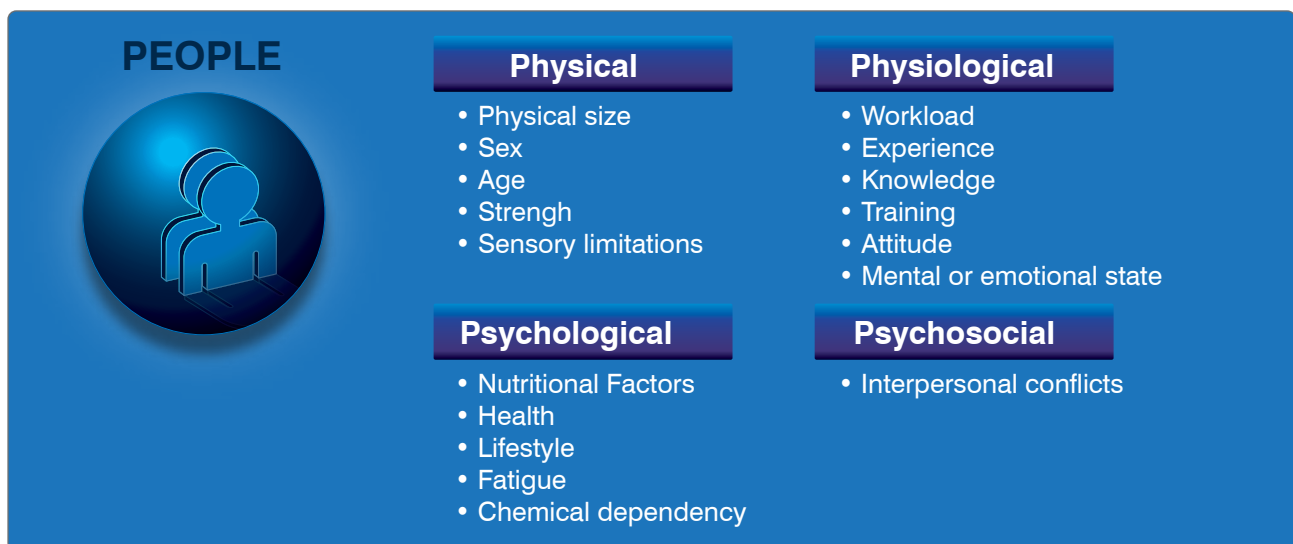 PEOPLE
Physical
• Physical size
• Sex
• Age
• Strengh
• Sensory limitations
Physiological
• Workload
• Experience
• Knowledge
• Training
• Attitude
• Mental or emotional state
Psychological
• Nutritional Factors
• Health
• Lifestyle
• Fatigue
• Chemical dependency
Psychosocial
• Interpersonal conflicts